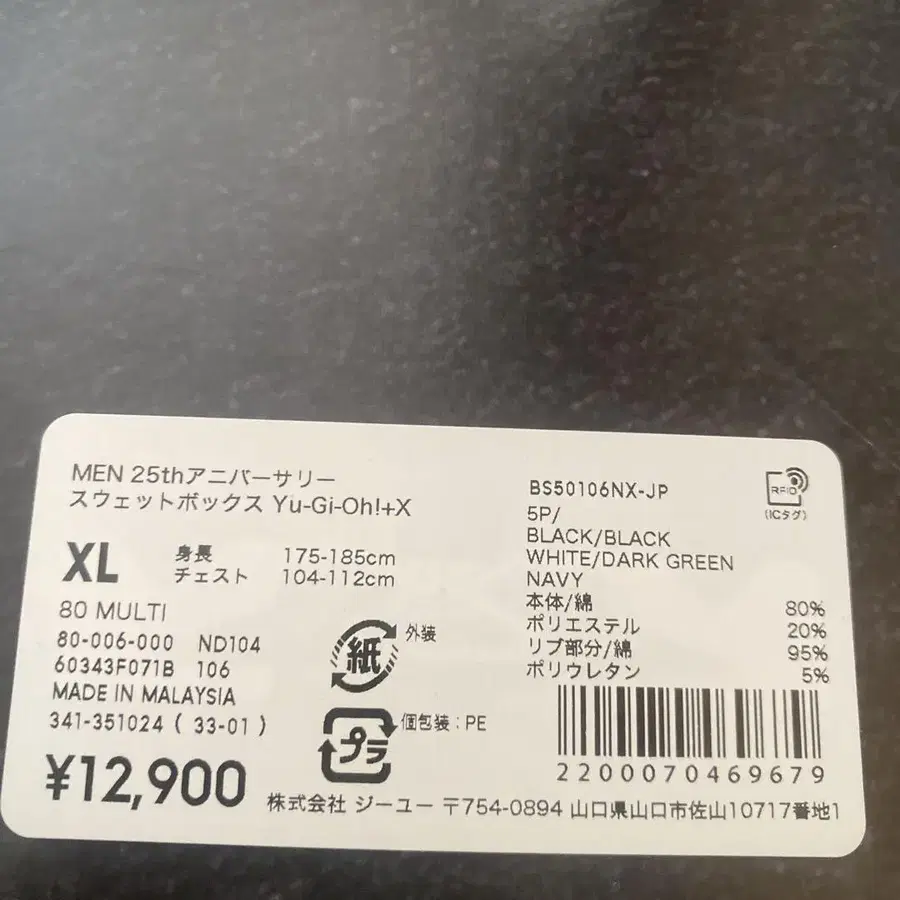 MEN 25thアニバーサリー
スウェットボックス Yu-Gi-Oh!+X
XL
身長 175-185cm
チェスト 104-112cm
80 MULTI
80-006-000 ND104
60343F071B 106
MADE IN MALAYSIA
341-351024 ( 33-01 )
¥12,900
紙 外装
プラ 個包装:PE
BS50106NX-JP
5P/
BLACK/BLACK
WHITE/DARK GREEN
NAVY
本体/綿 80%
ポリエステル 20%
リブ部分/綿 95%
ポリウレタン 5%
RFID
(ICタグ)
2200070469679
株式会社 ジーユー 〒754-0894 山口県山口市佐山10717番地1